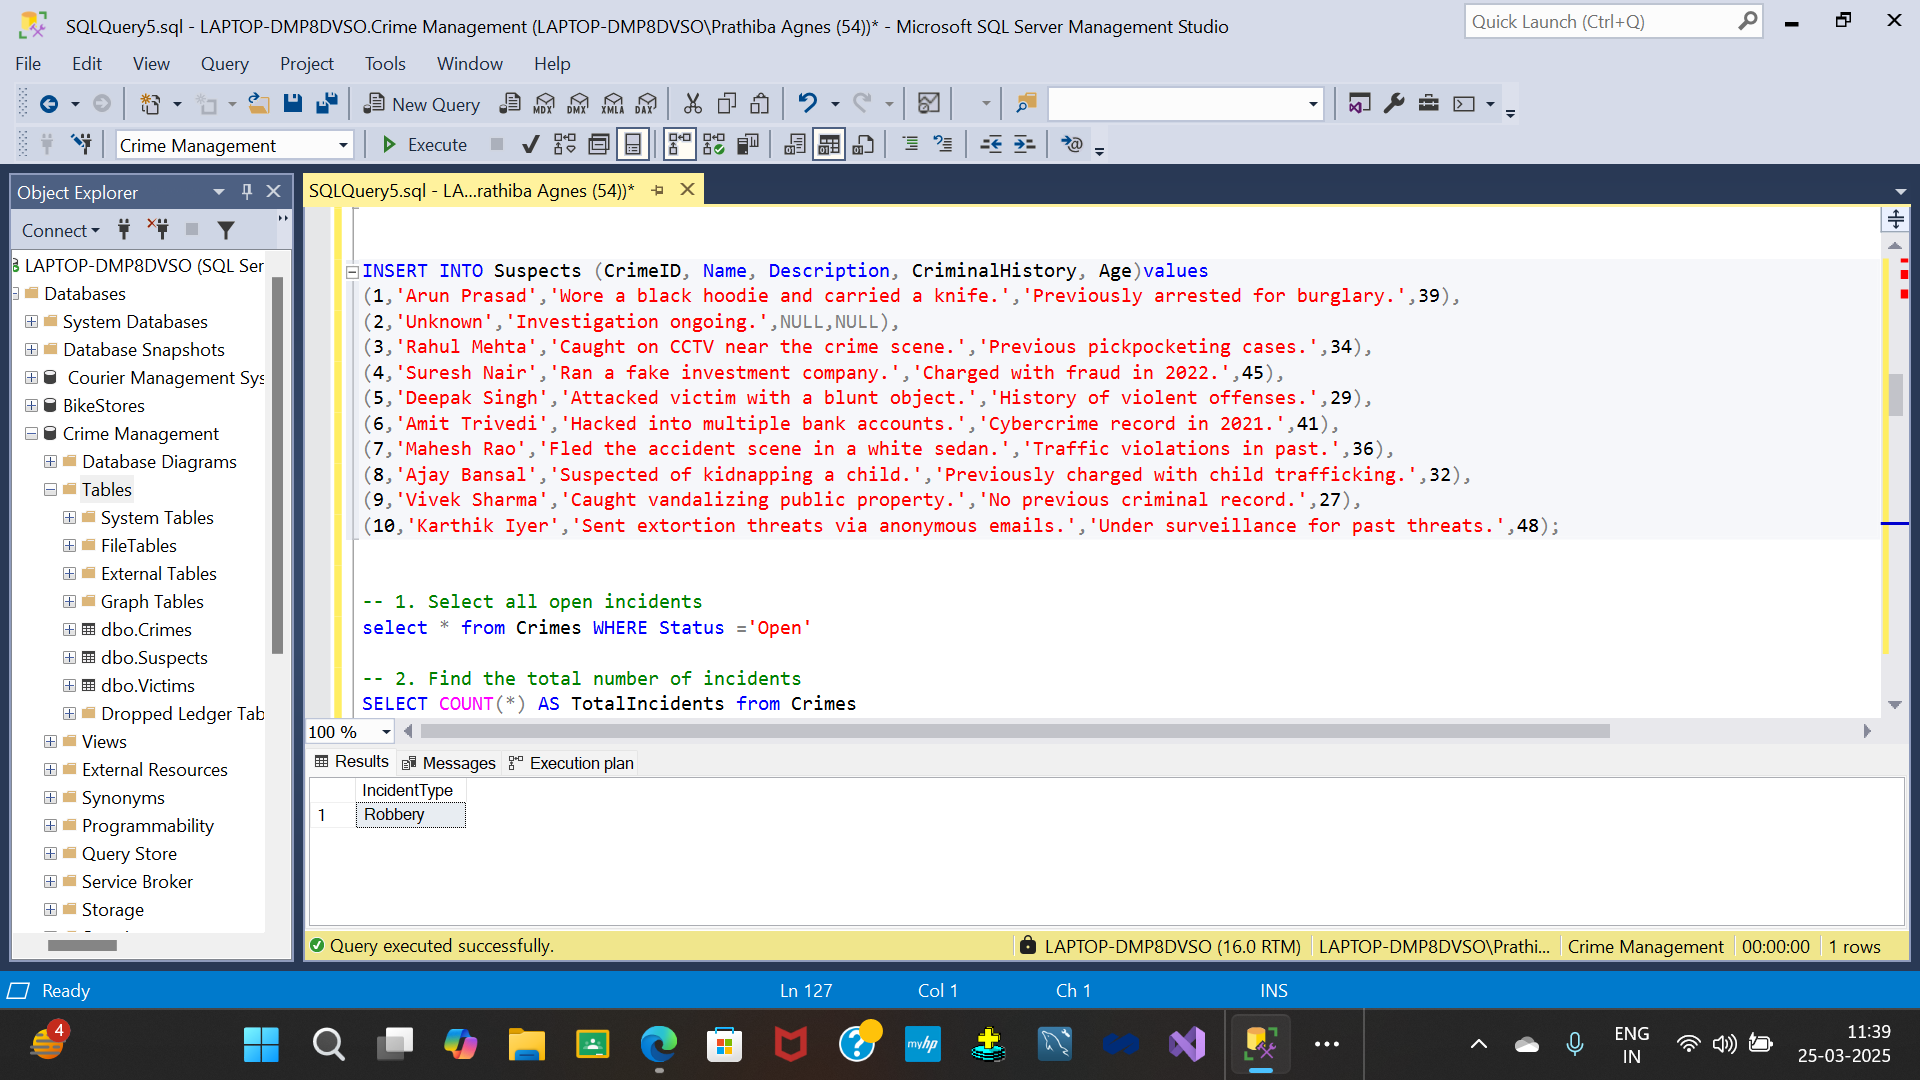 SQLQuery5.sql - LAPTOP-DMP8DVSO.Crime Management (LAPTOP-DMP8DVSO\Prathiba Agnes (54))* - Microsoft SQL Server Management Studio
Quick Launch (Ctrl+Q)
File Edit View Query Project Tools Window Help
New Query MDX DMX XMLA DAX
Crime Management Execute
Object Explorer
Connect
LAPTOP-DMP8DVSO (SQL Ser
Databases
System Databases
Database Snapshots
Courier Management Sys
BikeStores
Crime Management
Database Diagrams
Tables
System Tables
FileTables
External Tables
Graph Tables
dbo.Crimes
dbo.Suspects
dbo.Victims
Dropped Ledger Tab
Views
External Resources
Synonyms
Programmability
Query Store
Service Broker
Storage
SQLQuery5.sql - LA...rathiba Agnes (54))*
INSERT INTO Suspects (CrimeID, Name, Description, CriminalHistory, Age)values
(1,'Arun Prasad','Wore a black hoodie and carried a knife.','Previously arrested for burglary.',39),
(2,'Unknown','Investigation ongoing.',NULL,NULL),
(3,'Rahul Mehta','Caught on CCTV near the crime scene.','Previous pickpocketing cases.',34),
(4,'Suresh Nair','Ran a fake investment company.','Charged with fraud in 2022.',45),
(5,'Deepak Singh','Attacked victim with a blunt object.','History of violent offenses.',29),
(6,'Amit Trivedi','Hacked into multiple bank accounts.','Cybercrime record in 2021.',41),
(7,'Mahesh Rao','Fled the accident scene in a white sedan.','Traffic violations in past.',36),
(8,'Ajay Bansal','Suspected of kidnapping a child.','Previously charged with child trafficking.',32),
(9,'Vivek Sharma','Caught vandalizing public property.','No previous criminal record.',27),
(10,'Karthik Iyer','Sent extortion threats via anonymous emails.','Under surveillance for past threats.',48);
-- 1. Select all open incidents
select * from Crimes WHERE Status ='Open'
-- 2. Find the total number of incidents
SELECT COUNT(*) AS TotalIncidents from Crimes
100 %
Results Messages Execution plan
IncidentType
1 Robbery
Query executed successfully. LAPTOP-DMP8DVSO (16.0 RTM) LAPTOP-DMP8DVSO\Prathi... Crime Management 00:00:00 1 rows
Ready Ln 127 Col 1 Ch 1 INS
4
myhp
ENG
IN
11:39
25-03-2025